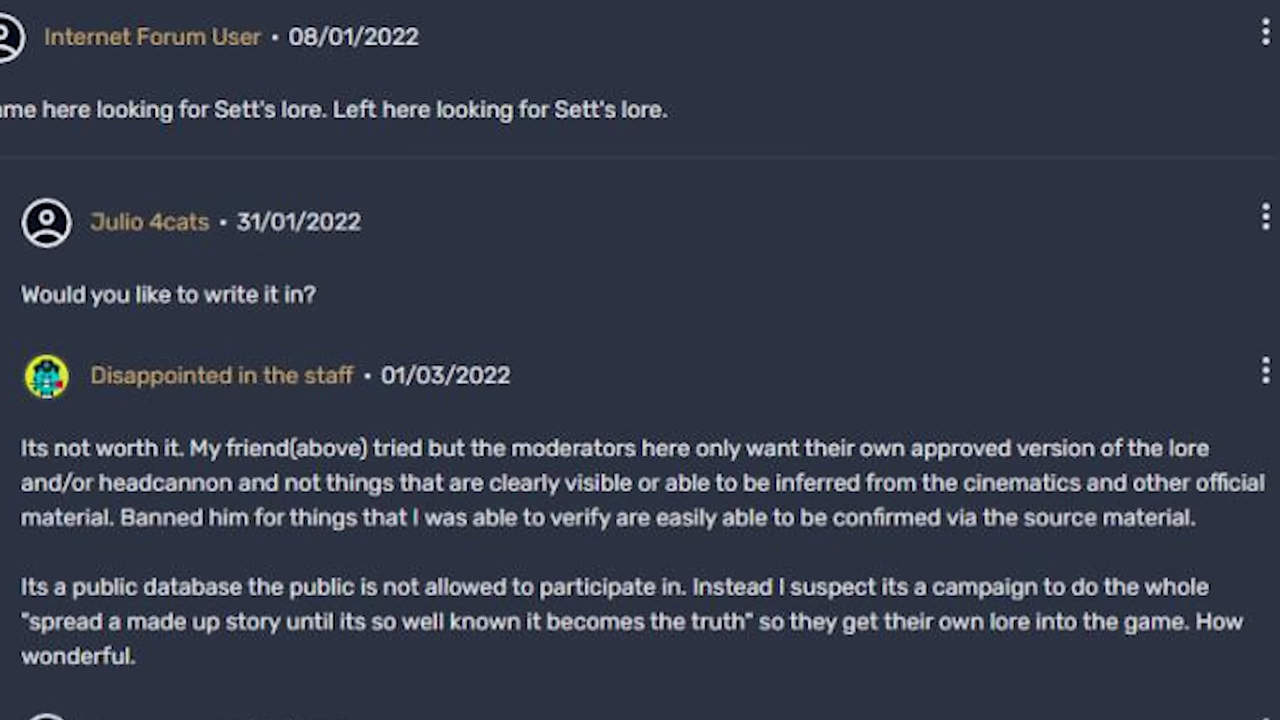 Internet Forum User • 08/01/2022
me here looking for Sett's lore. Left here looking for Sett's lore.
Julio 4cats • 31/01/2022
Would you like to write it in?
Disappointed in the staff • 01/03/2022
Its not worth it. My friend(above) tried but the moderators here only want their own approved version of the lore
and/or headcannon and not things that are clearly visible or able to be inferred from the cinematics and other official
material. Banned him for things that I was able to verify are easily able to be confirmed via the source material.
Its a public database the public is not allowed to participate in. Instead I suspect its a campaign to do the whole
"spread a made up story until its so well known it becomes the truth" so they get their own lore into the game. How
wonderful.